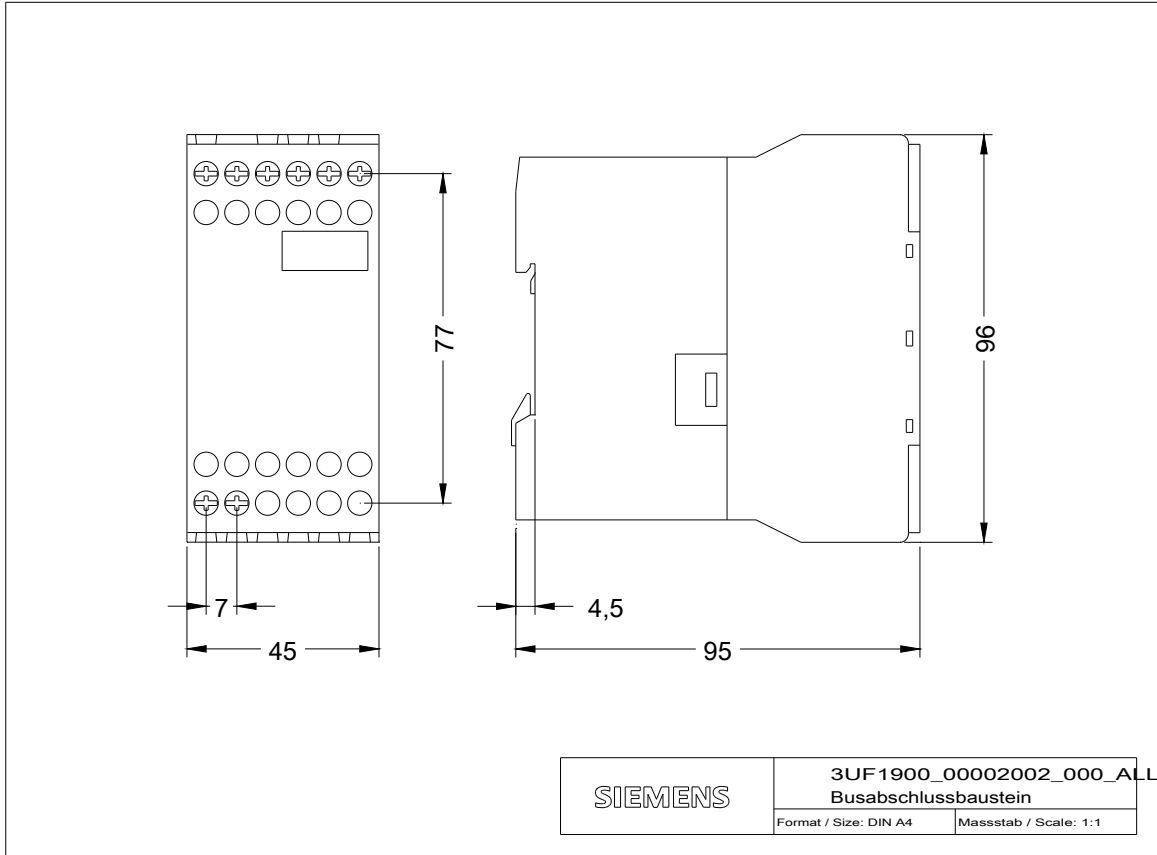 77
96
7
4,5
45
95
SIEMENS
3UF1900_00002002_000_ALL
Busabschlussbaustein
Format / Size: DIN A4
Massstab / Scale: 1:1